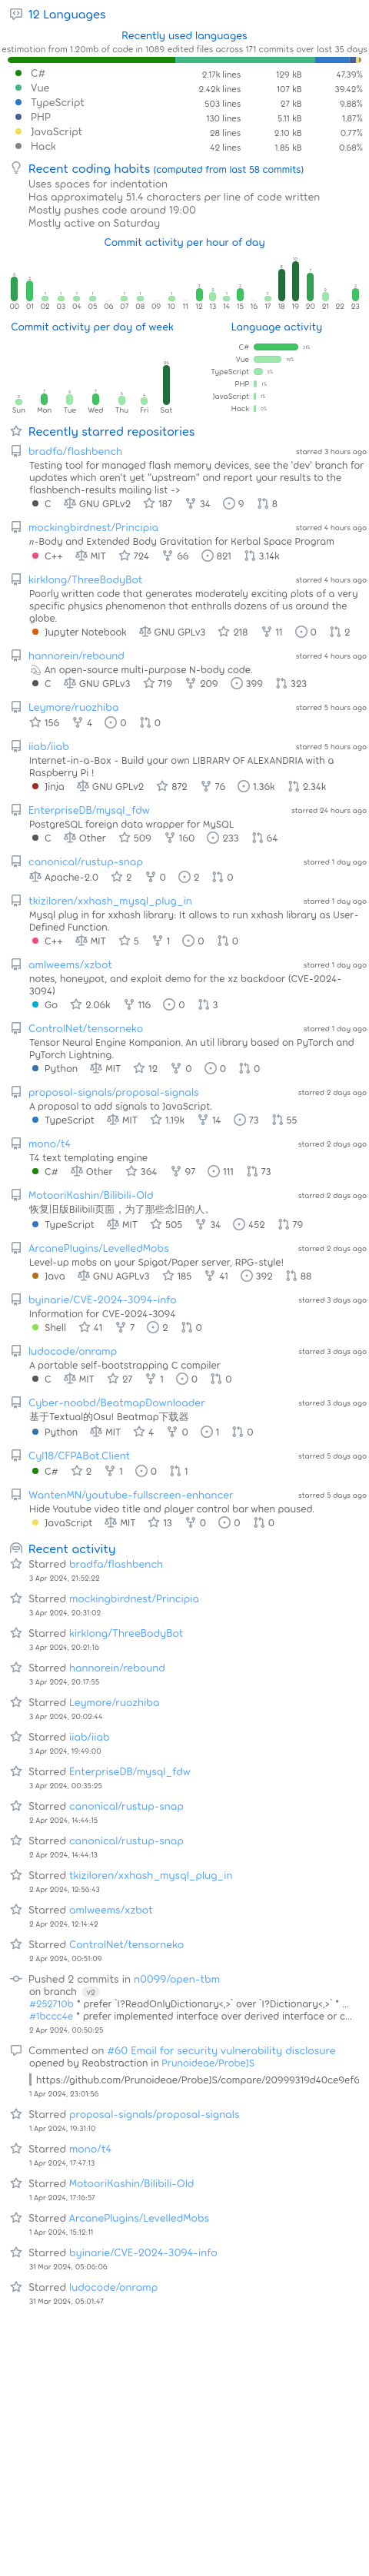 12 Languages
Recently used languages
estimation from 1.20mb of code in 1089 edited files across 171 commits over last 35 days
C# 2.17k lines 129 kB 47.39%
Vue 2.42k lines 107 kB 39.42%
TypeScript 503 lines 27 kB 9.88%
PHP 130 lines 5.11 kB 1.87%
JavaScript 28 lines 2.10 kB 0.77%
Hack 42 lines 1.85 kB 0.68%
Recent coding habits (computed from last 58 commits)
Uses spaces for indentation
Has approximately 51.4 characters per line of code written
Mostly pushes code around 19:00
Mostly active on Saturday
Commit activity per hour of day
00 01 02 03 04 05 06 07 08 09 10 11 12 13 14 15 16 17 18 19 20 21 22 23
Commit activity per day of week
Sun Mon Tue Wed Thu Fri Sat
Language activity
C#
Vue
TypeScript
PHP
JavaScript
Hack
Recently starred repositories
bradfa/flashbench starred 3 hours ago
Testing tool for managed flash memory devices, see the 'dev' branch for
updates which aren't yet "upstream" and report your results to the
flashbench-results mailing list ->
C GNU GPLv2 187 34 9 8
mockingbirdnest/Principia starred 4 hours ago
n-Body and Extended Body Gravitation for Kerbal Space Program
C++ MIT 724 66 821 3.14k
kirklong/ThreeBodyBot starred 4 hours ago
Poorly written code that generates moderately exciting plots of a very
specific physics phenomenon that enthralls dozens of us around the
globe.
Jupyter Notebook GNU GPLv3 218 11 0 2
hannorein/rebound starred 4 hours ago
An open-source multi-purpose N-body code.
C GNU GPLv3 719 209 399 323
Leymore/ruozhiba starred 5 hours ago
156 4 0 0
iiab/iiab starred 5 hours ago
Internet-in-a-Box - Build your own LIBRARY OF ALEXANDRIA with a
Raspberry Pi !
Jinja GNU GPLv2 872 76 1.36k 2.34k
EnterpriseDB/mysql_fdw starred 24 hours ago
PostgreSQL foreign data wrapper for MySQL
C Other 509 160 233 64
canonical/rustup-snap starred 1 day ago
Apache-2.0 2 0 2 0
tkiziloren/xxhash_mysql_plug_in starred 1 day ago
Mysql plug in for xxhash library: It allows to run xxhash library as User-
Defined Function.
C++ MIT 5 1 0 0
amlweems/xzbot starred 1 day ago
notes, honeypot, and exploit demo for the xz backdoor (CVE-2024-
3094)
Go 2.06k 116 0 3
ControlNet/tensorneko starred 1 day ago
Tensor Neural Engine Kompanion. An util library based on PyTorch and
PyTorch Lightning.
Python MIT 12 0 0 0
proposal-signals/proposal-signals starred 2 days ago
A proposal to add signals to JavaScript.
TypeScript MIT 1.19k 14 73 55
mono/t4 starred 2 days ago
T4 text templating engine
C# Other 364 97 111 73
MotooriKashin/Bilibili-Old starred 2 days ago
恢复旧版Bilibili页面，为了那些念旧的人。
TypeScript MIT 505 34 452 79
ArcanePlugins/LevelledMobs starred 2 days ago
Level-up mobs on your Spigot/Paper server, RPG-style!
Java GNU AGPLv3 185 41 392 88
byinarie/CVE-2024-3094-info starred 3 days ago
Information for CVE-2024-3094
Shell 41 7 2 0
ludocode/onramp starred 3 days ago
A portable self-bootstrapping C compiler
C MIT 27 1 0 0
Cyber-noobd/BeatmapDownloader starred 3 days ago
基于Textual的Osu! Beatmap下载器
Python MIT 4 0 1 0
Cyl18/CFPABot.Client starred 5 days ago
C# 2 1 0 1
WantenMN/youtube-fullscreen-enhancer starred 5 days ago
Hide Youtube video title and player control bar when paused.
JavaScript MIT 13 0 0 0
Recent activity
Starred bradfa/flashbench
3 Apr 2024, 21:52:22
Starred mockingbirdnest/Principia
3 Apr 2024, 20:31:02
Starred kirklong/ThreeBodyBot
3 Apr 2024, 20:21:16
Starred hannorein/rebound
3 Apr 2024, 20:17:55
Starred Leymore/ruozhiba
3 Apr 2024, 20:02:44
Starred iiab/iiab
3 Apr 2024, 19:49:00
Starred EnterpriseDB/mysql_fdw
3 Apr 2024, 00:35:25
Starred canonical/rustup-snap
2 Apr 2024, 14:44:15
Starred canonical/rustup-snap
2 Apr 2024, 14:44:13
Starred tkiziloren/xxhash_mysql_plug_in
2 Apr 2024, 12:56:43
Starred amlweems/xzbot
2 Apr 2024, 12:14:42
Starred ControlNet/tensorneko
2 Apr 2024, 00:51:09
Pushed 2 commits in n0099/open-tbm
on branch v2
#252710b * prefer `I?ReadOnlyDictionary<,>` over `I?Dictionary<,>` * ...
#1bccc4e * prefer implemented interface over derived interface or c...
2 Apr 2024, 00:50:25
Commented on #60 Email for security vulnerability disclosure
opened by Reabstraction in Prunoideae/ProbeJS
https://github.com/Prunoideae/ProbeJS/compare/20999319d40ce9ef6
1 Apr 2024, 23:01:56
Starred proposal-signals/proposal-signals
1 Apr 2024, 19:31:10
Starred mono/t4
1 Apr 2024, 17:47:13
Starred MotooriKashin/Bilibili-Old
1 Apr 2024, 17:16:57
Starred ArcanePlugins/LevelledMobs
1 Apr 2024, 15:12:11
Starred byinarie/CVE-2024-3094-info
31 Mar 2024, 05:06:06
Starred ludocode/onramp
31 Mar 2024, 05:01:47